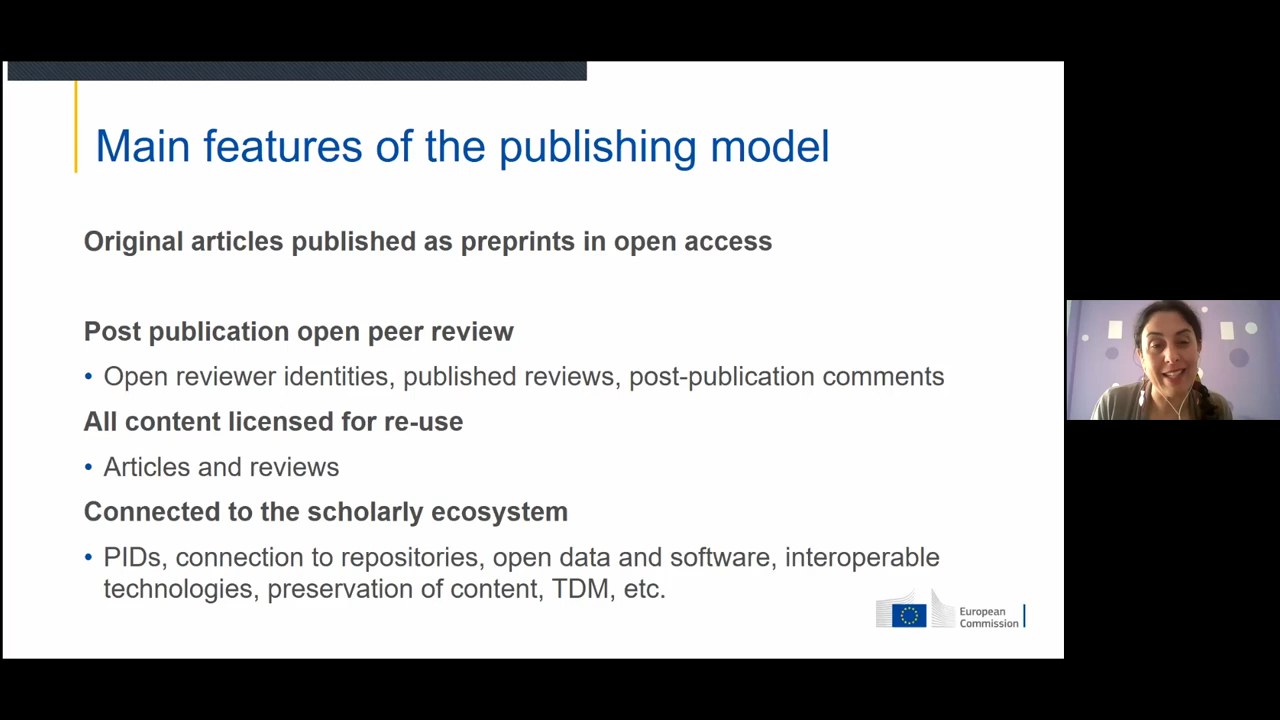 Main features of the publishing model
Original articles published as preprints in open access
Post publication open peer review
• Open reviewer identities, published reviews, post-publication comments
All content licensed for re-use
• Articles and reviews
Connected to the scholarly ecosystem
• PIDs, connection to repositories, open data and software, interoperable
technologies, preservation of content, TDM, etc.
European
Commission